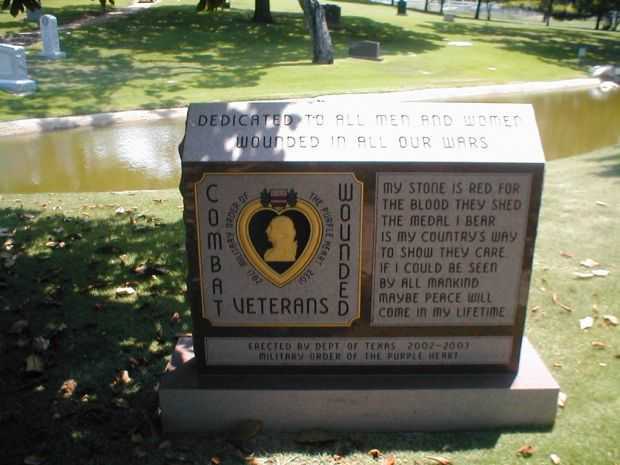 DEDICATED TO ALL MEN AND WOMEN
WOUNDED IN ALL OUR WARS
COMBAT
WOUNDED
VETERANS
MILITARY ORDER OF THE PURPLE HEART
1782 1932
MY STONE IS RED FOR
THE BLOOD THEY SHED
THE MEDAL I BEAR
IS MY COUNTRY'S WAY
TO SHOW THEY CARE.
IF I COULD BE SEEN
BY ALL MANKIND
MAYBE PEACE WILL
COME IN MY LIFETIME
ERECTED BY DEPT. OF TEXAS 2002-2003
MILITARY ORDER OF THE PURPLE HEART